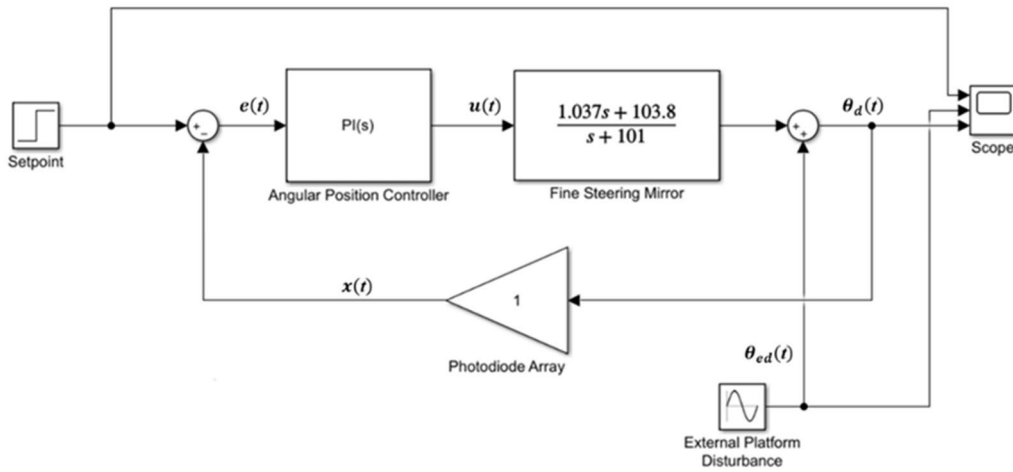 Setpoint
+
−
e(t)
PI(s)
Angular Position Controller
u(t)
1.037s + 103.8
s + 101
Fine Steering Mirror
+
+
θd(t)
Scope
x(t)
1
Photodiode Array
θed(t)
External Platform
Disturbance